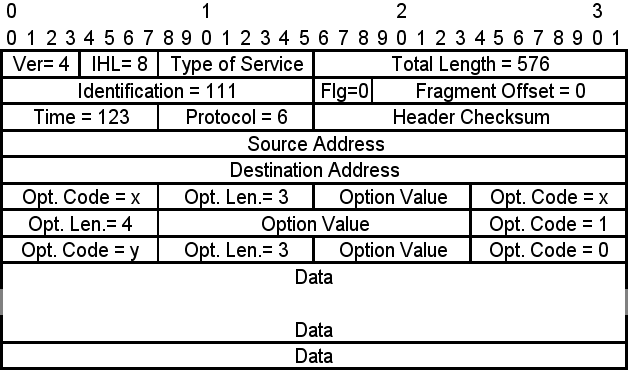 0 1 2 3
0 1 2 3 4 5 6 7 8 9 0 1 2 3 4 5 6 7 8 9 0 1 2 3 4 5 6 7 8 9 0 1
Ver= 4 IHL= 8 Type of Service Total Length = 576
Identification = 111 Flg=0 Fragment Offset = 0
Time = 123 Protocol = 6 Header Checksum
Source Address
Destination Address
Opt. Code = x Opt. Len.= 3 Option Value Opt. Code = x
Opt. Len.= 4 Option Value Opt. Code = 1
Opt. Code = y Opt. Len.= 3 Option Value Opt. Code = 0
Data
Data
Data